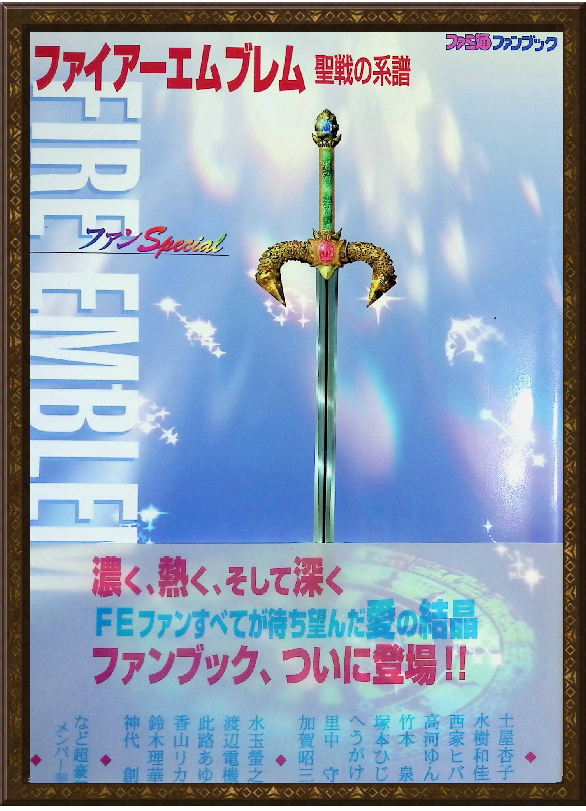 ファミ通ファンブック
ファイアーエムブレム 聖戦の系譜
FIRE EMBLEM
ファンSpecial
濃く、熱く、そして深く
FEファンすべてが待ち望んだ愛の結晶
ファンブック、ついに登場!!
土屋杏子
水樹和佳
西家ヒバ
高河ゆん
竹本 泉
塚本ひじ
へうがけ
里中 守
加賀昭三
水玉螢之
渡辺電機
此路あゆ
香山リカ
鈴木理華
神代 創
など超豪
メンバー